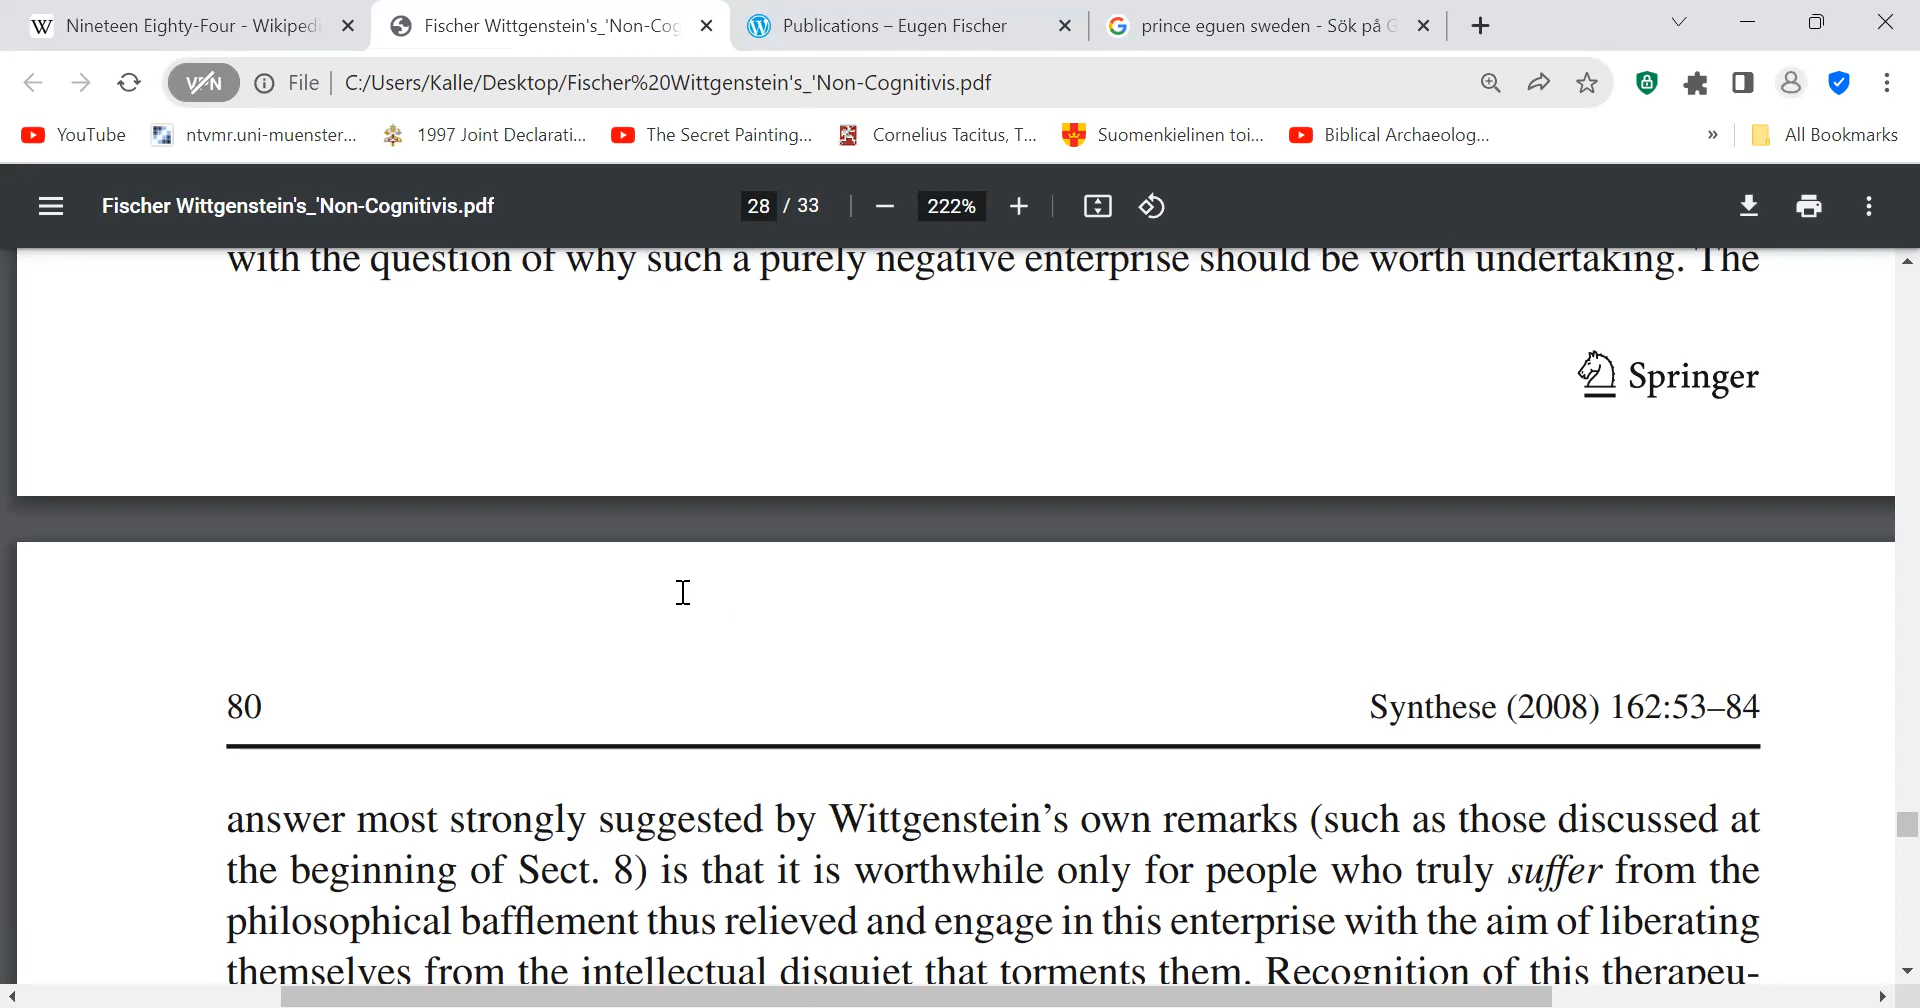 Nineteen Eighty-Four - Wikipedi
Fischer Wittgenstein's_'Non-Cog
Publications – Eugen Fischer
prince eguen sweden - Sök på G
VPN
File
C:/Users/Kalle/Desktop/Fischer%20Wittgenstein's_'Non-Cognitivis.pdf
YouTube
ntvmr.uni-muenster...
1997 Joint Declarati...
The Secret Painting...
Cornelius Tacitus, T...
Suomenkielinen toi...
Biblical Archaeolog...
»
All Bookmarks
Fischer Wittgenstein's_'Non-Cognitivis.pdf
28 / 33
222%
with the question of why such a purely negative enterprise should be worth undertaking. The
Springer
80
Synthese (2008) 162:53–84
answer most strongly suggested by Wittgenstein's own remarks (such as those discussed at
the beginning of Sect. 8) is that it is worthwhile only for people who truly suffer from the
philosophical bafflement thus relieved and engage in this enterprise with the aim of liberating
themselves from the intellectual disquiet that torments them. Recognition of this therapeu-